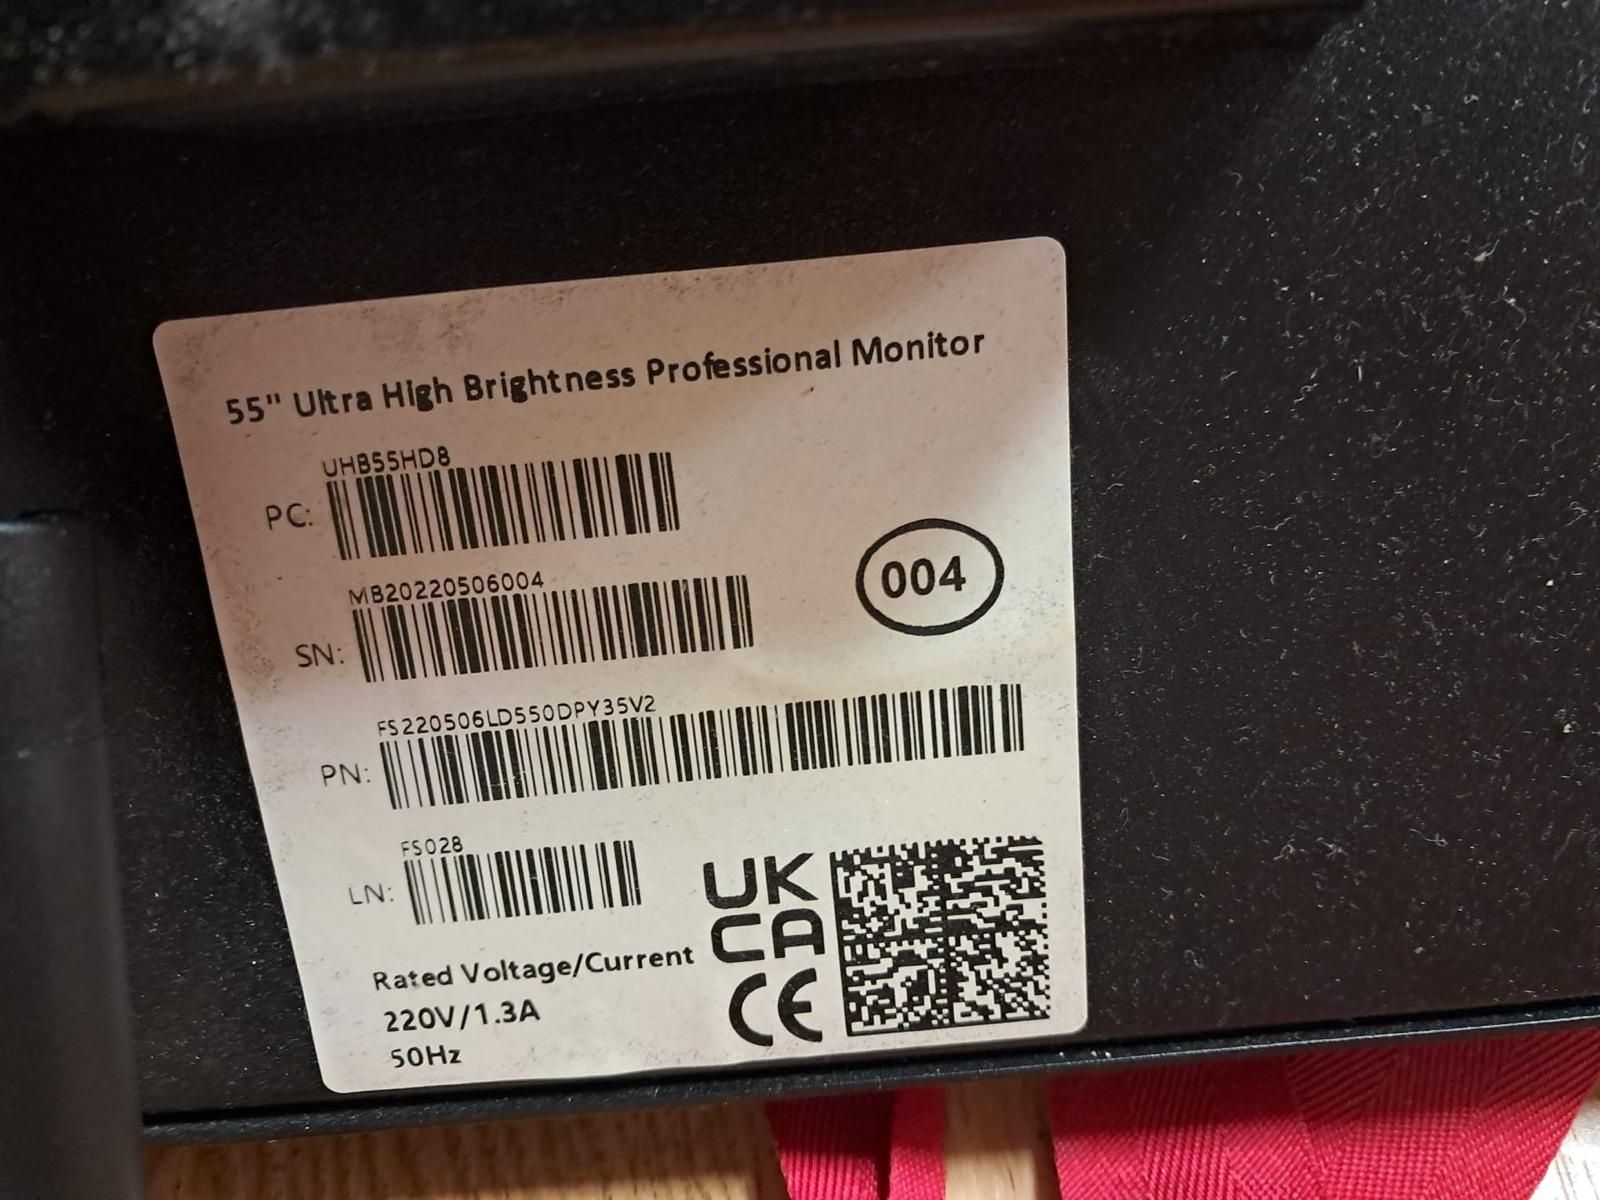 55" Ultra High Brightness Professional Monitor
UHB55HD8
PC:
MB20220506004
SN:
004
FS220506LD550DPY35V2
PN:
FS028
LN:
UK
CA
CE
Rated Voltage/Current
220V/1.3A
50Hz